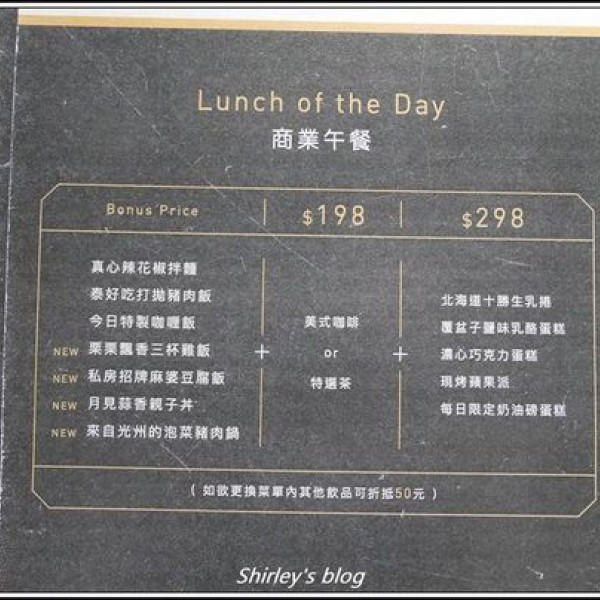 Lunch of the Day
商業午餐
Bonus Price $198 $298
真心辣花椒拌麵
泰好吃打拋豬肉飯
今日特製咖喱飯
NEW 栗栗飄香三杯雞飯
NEW 私房招牌麻婆豆腐飯
NEW 月見蒜香親子丼
NEW 來自光州的泡菜豬肉鍋
+
美式咖啡
or
特選茶
+
北海道十勝生乳捲
覆盆子鹽味乳酪蛋糕
濃心巧克力蛋糕
現烤蘋果派
每日限定奶油磅蛋糕
( 如欲更換菜單內其他飲品可折抵50元 )
Shirley's blog